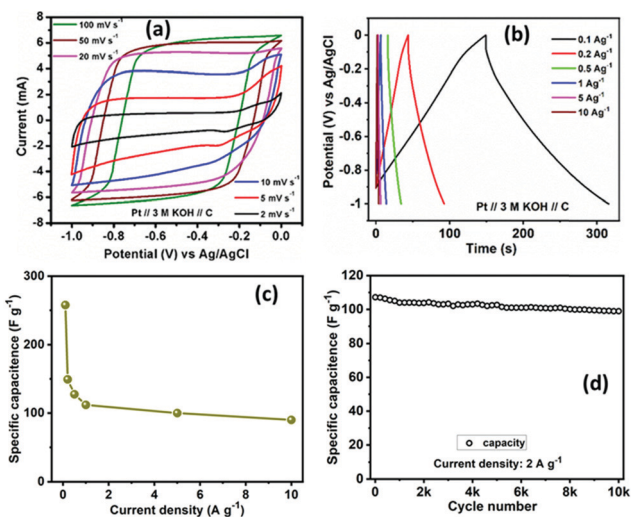 (a)
100 mV s⁻¹
50 mV s⁻¹
20 mV s⁻¹
10 mV s⁻¹
5 mV s⁻¹
2 mV s⁻¹
Pt // 3 M KOH // C
Current (mA)
8
6
4
2
0
-2
-4
-6
-8
-1.0
-0.8
-0.6
-0.4
-0.2
0.0
Potential (V) vs Ag/AgCl
(b)
0.1 Ag⁻¹
0.2 Ag⁻¹
0.5 Ag⁻¹
1 Ag⁻¹
5 Ag⁻¹
10 Ag⁻¹
Pt // 3 M KOH // C
Potential (V) vs Ag/AgCl
0
-0.2
-0.4
-0.6
-0.8
-1
0
100
200
300
Time (s)
(c)
Specific capacitence (F g⁻¹)
300
200
100
0
0
2
4
6
8
10
Current density (A g⁻¹)
(d)
capacity
Current density: 2 A g⁻¹
Specific capacitence (F g⁻¹)
120
100
80
60
40
20
0
0
2k
4k
6k
8k
10k
Cycle number